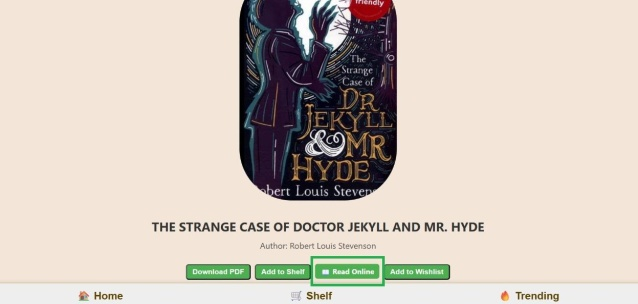 friendly
The
Strange
Case of
DR
JEKYLL
& MR
HYDE
Robert Louis Stevens
THE STRANGE CASE OF DOCTOR JEKYLL AND MR. HYDE
Author: Robert Louis Stevenson
Download PDF Add to Shelf Read Online Add to Wishlist
Home Shelf Trending